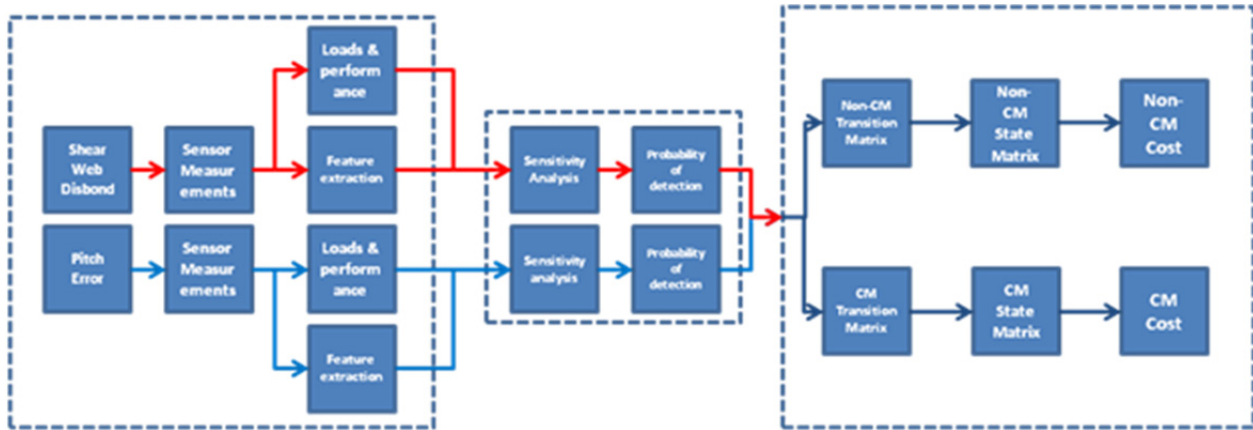 Loads &
perform
ance
Shear
Web
Disbond
Sensor
Measur
ements
Feature
extraction
Sensitivity
Analysis
Probability
of
detection
Pitch
Error
Sensor
Measur
ements
Loads &
perform
ance
Feature
extraction
Sensitivity
analysis
Probability
of
detection
Non-CM
Transition
Matrix
Non-
CM
State
Matrix
Non-
CM
Cost
CM
Transition
Matrix
CM
State
Matrix
CM
Cost